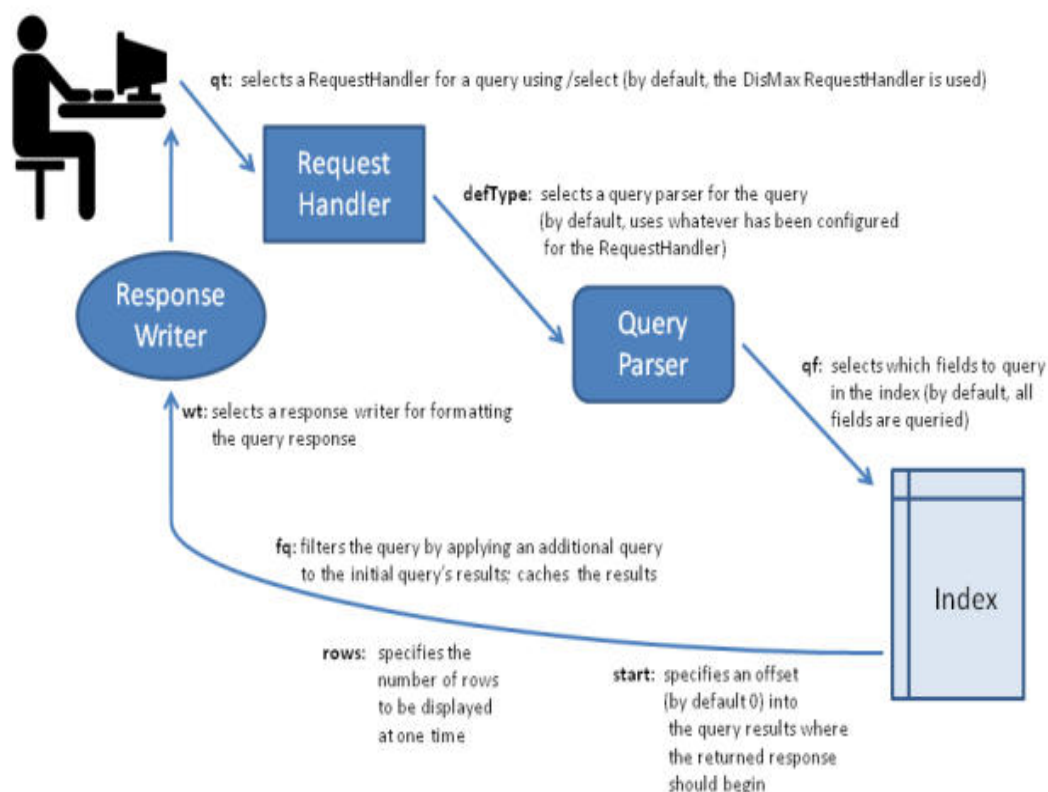 qt: selects a RequestHandler for a query using /select (by default, the DisMax RequestHandler is used)
Request
Handler
defType: selects a query parser for the query
(by default, uses whatever has been configured
for the RequestHandler)
Response
Writer
Query
Parser
qf: selects which fields to query
in the index (by default, all
fields are queried)
wt: selects a response writer for formatting
the query response
fq: filters the query by applying an additional query
to the initial query's results; caches the results
Index
rows: specifies the
number of rows
to be displayed
at one time
start: specifies an offset
(by default 0) into
the query results where
the returned response
should begin